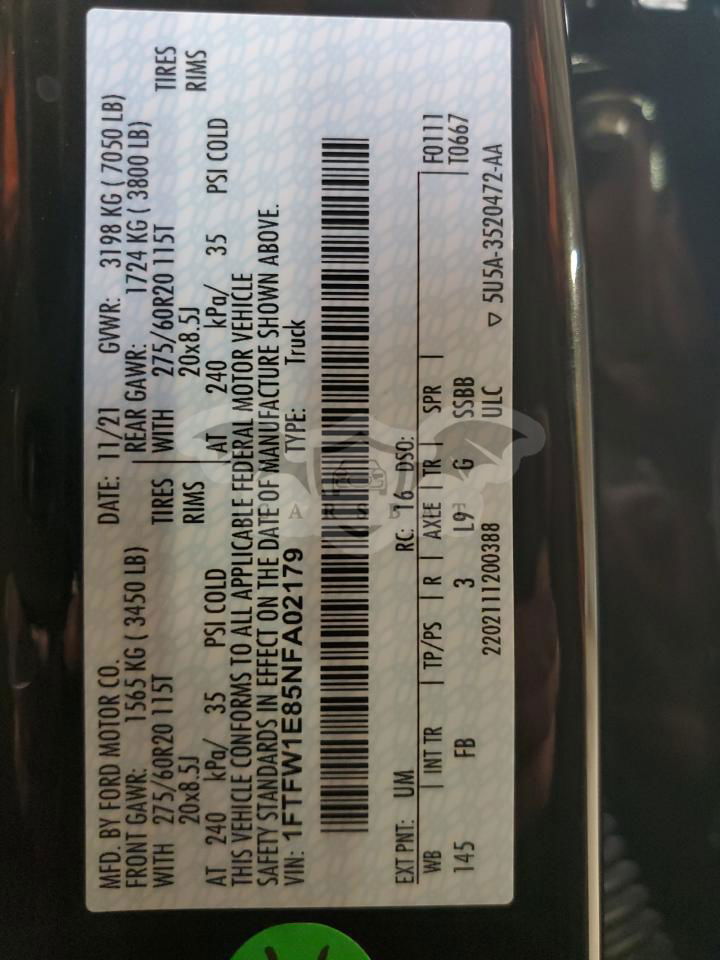 MFD. BY FORD MOTOR CO. DATE: 11/21 GVWR: 3198 KG ( 7050 LB)
FRONT GAWR: 1565 KG ( 3450 LB) REAR GAWR: 1724 KG ( 3800 LB)
WITH 275/60R20 115T TIRES WITH 275/60R20 115T TIRES
20x8.5J RIMS 20x8.5J RIMS
AT 240 kPa/ 35 PSI COLD AT 240 kPa/ 35 PSI COLD
THIS VEHICLE CONFORMS TO ALL APPLICABLE FEDERAL MOTOR VEHICLE
SAFETY STANDARDS IN EFFECT ON THE DATE OF MANUFACTURE SHOWN ABOVE.
VIN: 1FTFW1E85NFA02179 TYPE: Truck
EXT PNT: UM RC: 16 DSO: F0111
WB INT TR TP/PS R AXLE TR SPR T0667
145 FB 3 L9 G SSBB
2202111200388 ULC ▽ 5U5A-3520472-AA